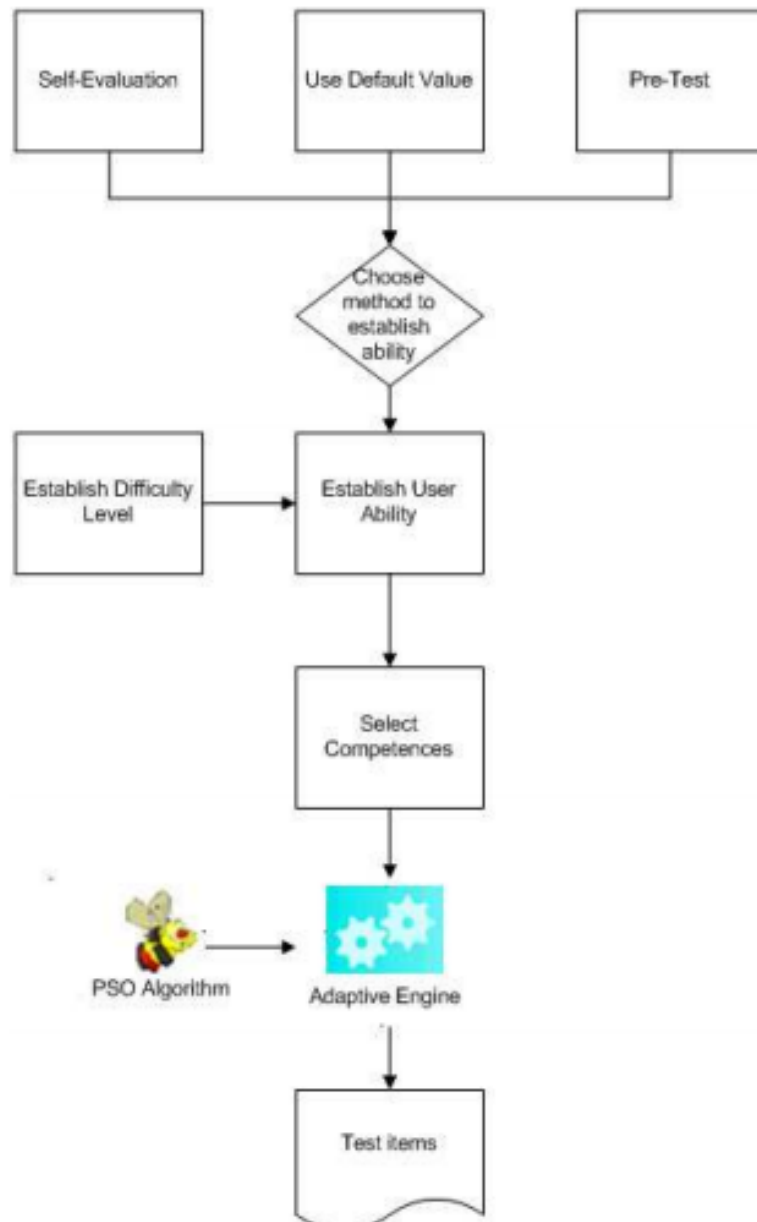 Self-Evaluation
Use Default Value
Pre-Test
Choose
method to
establish
ability
Establish Difficulty
Level
Establish User
Ability
Select
Competences
PSO Algorithm
Adaptive Engine
Test items